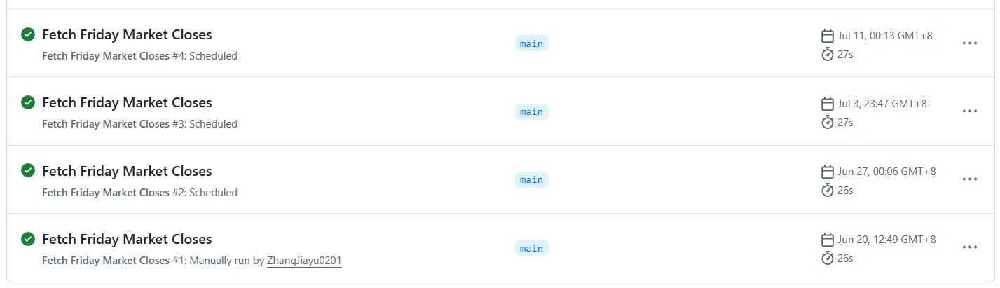 Fetch Friday Market Closes
Fetch Friday Market Closes #4: Scheduled
main
Jul 11, 00:13 GMT+8
27s
Fetch Friday Market Closes
Fetch Friday Market Closes #3: Scheduled
main
Jul 3, 23:47 GMT+8
27s
Fetch Friday Market Closes
Fetch Friday Market Closes #2: Scheduled
main
Jun 27, 00:06 GMT+8
26s
Fetch Friday Market Closes
Fetch Friday Market Closes #1: Manually run by ZhangJiayu0201
main
Jun 20, 12:49 GMT+8
26s